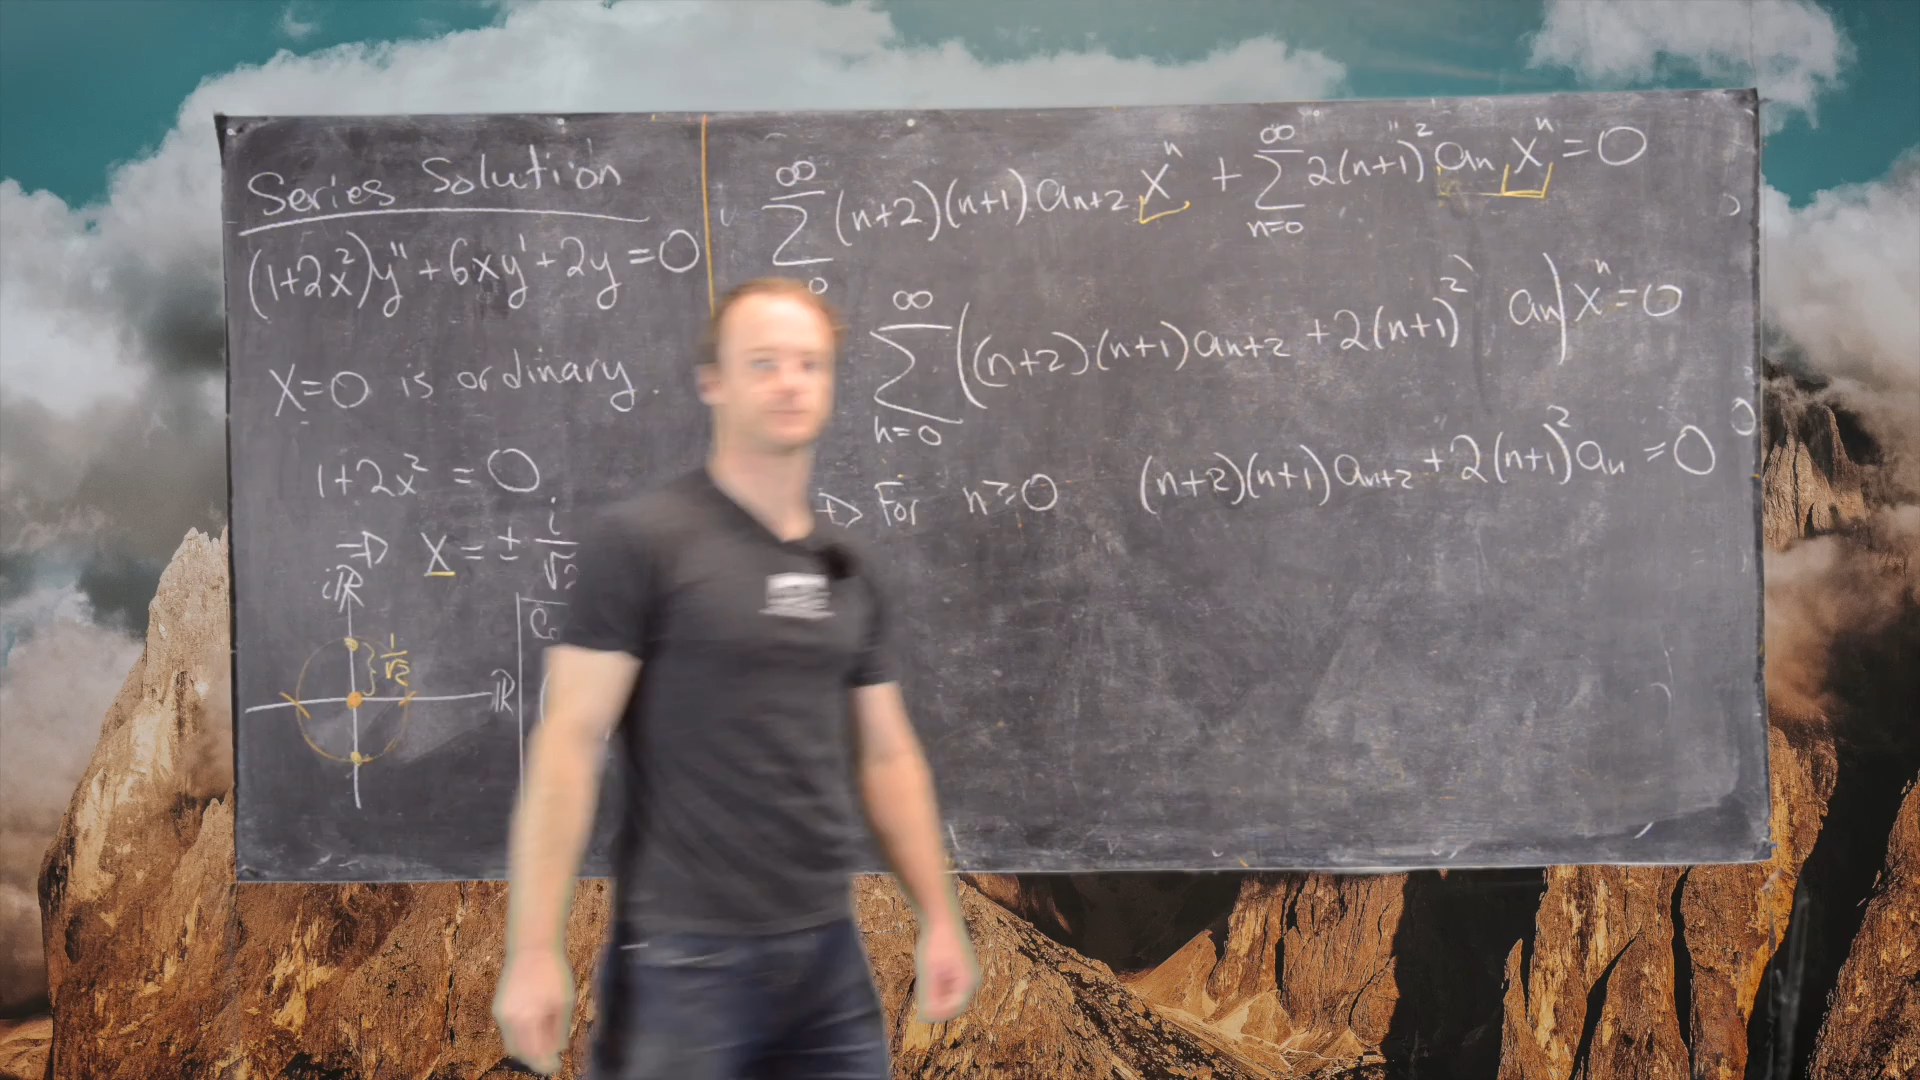 Series Solution
(1+2x²)y'' + 6xy' + 2y = 0
x=0 is ordinary.
1+2x² = 0
⇒ x = ± i/√2
iℝ
1/√2
ℝ
∞ ∑ (n+2)(n+1) aₙ₊₂ xⁿ + ∞ ∑ n=0 2(n+1)² aₙ xⁿ = 0
∞ ∑ n=0 ((n+2)(n+1) aₙ₊₂ + 2(n+1)² aₙ) xⁿ = 0
⇒ For n≥0 (n+2)(n+1) aₙ₊₂ + 2(n+1)² aₙ = 0